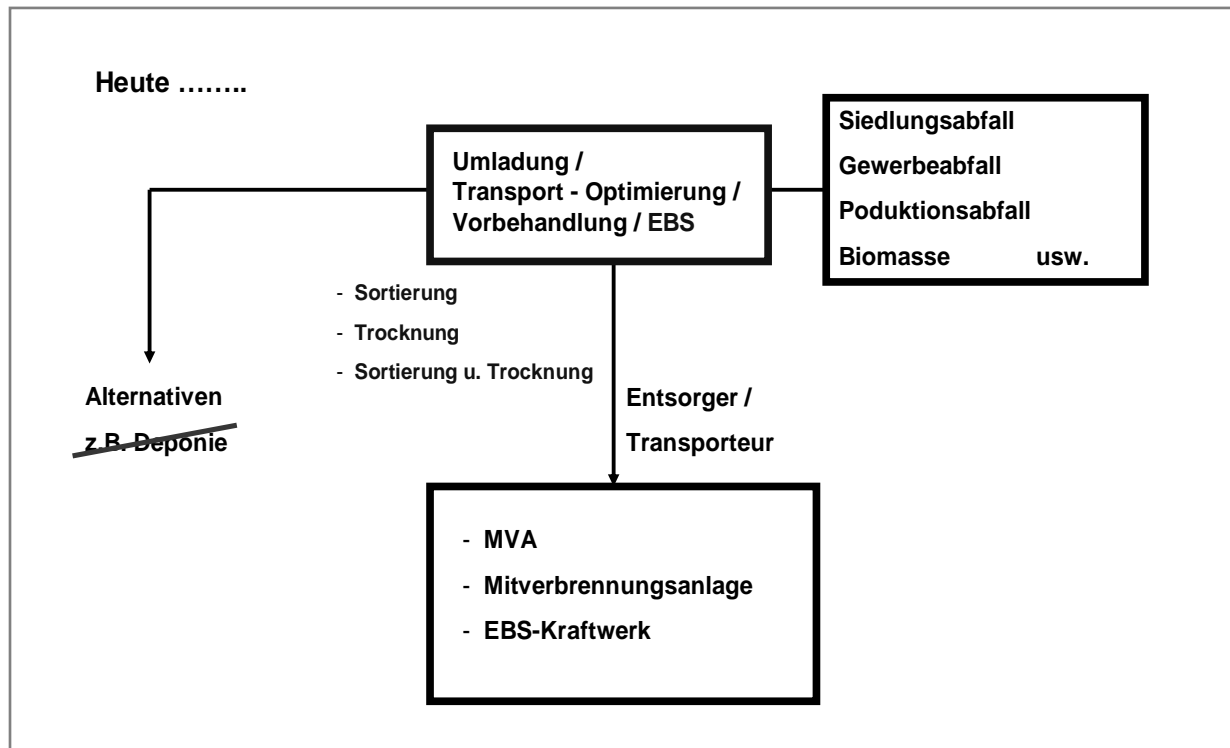 Heute ……..
Umladung /
Transport - Optimierung /
Vorbehandlung / EBS
Siedlungsabfall
Gewerbeabfall
Poduktionsabfall
Biomasse usw.
- Sortierung
- Trocknung
- Sortierung u. Trocknung
Alternativen
z.B. Deponie
Entsorger /
Transporteur
- MVA
- Mitverbrennungsanlage
- EBS-Kraftwerk